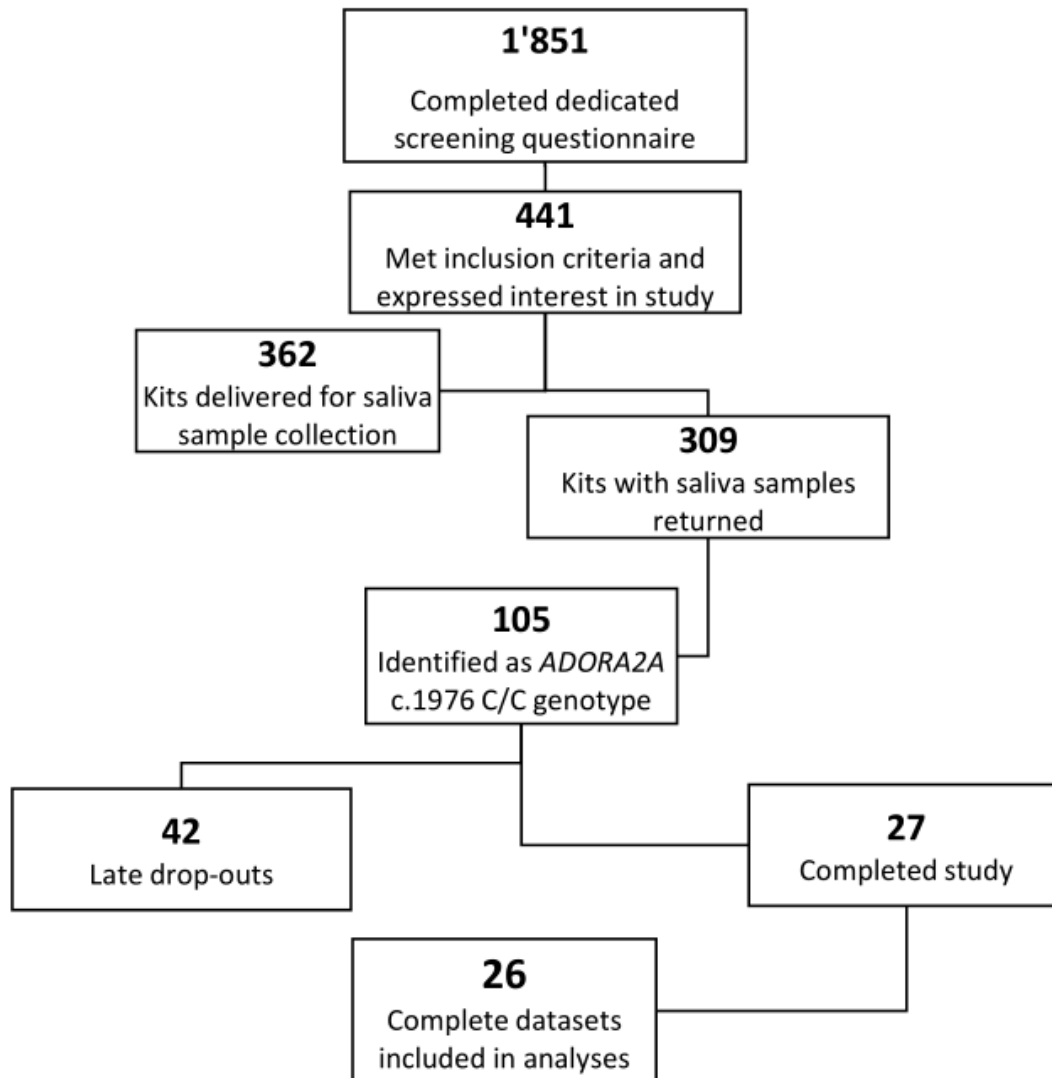 1'851
Completed dedicated
screening questionnaire
441
Met inclusion criteria and
expressed interest in study
362
Kits delivered for saliva
sample collection
309
Kits with saliva samples
returned
105
Identified as ADORA2A
c.1976 C/C genotype
42
Late drop-outs
27
Completed study
26
Complete datasets
included in analyses